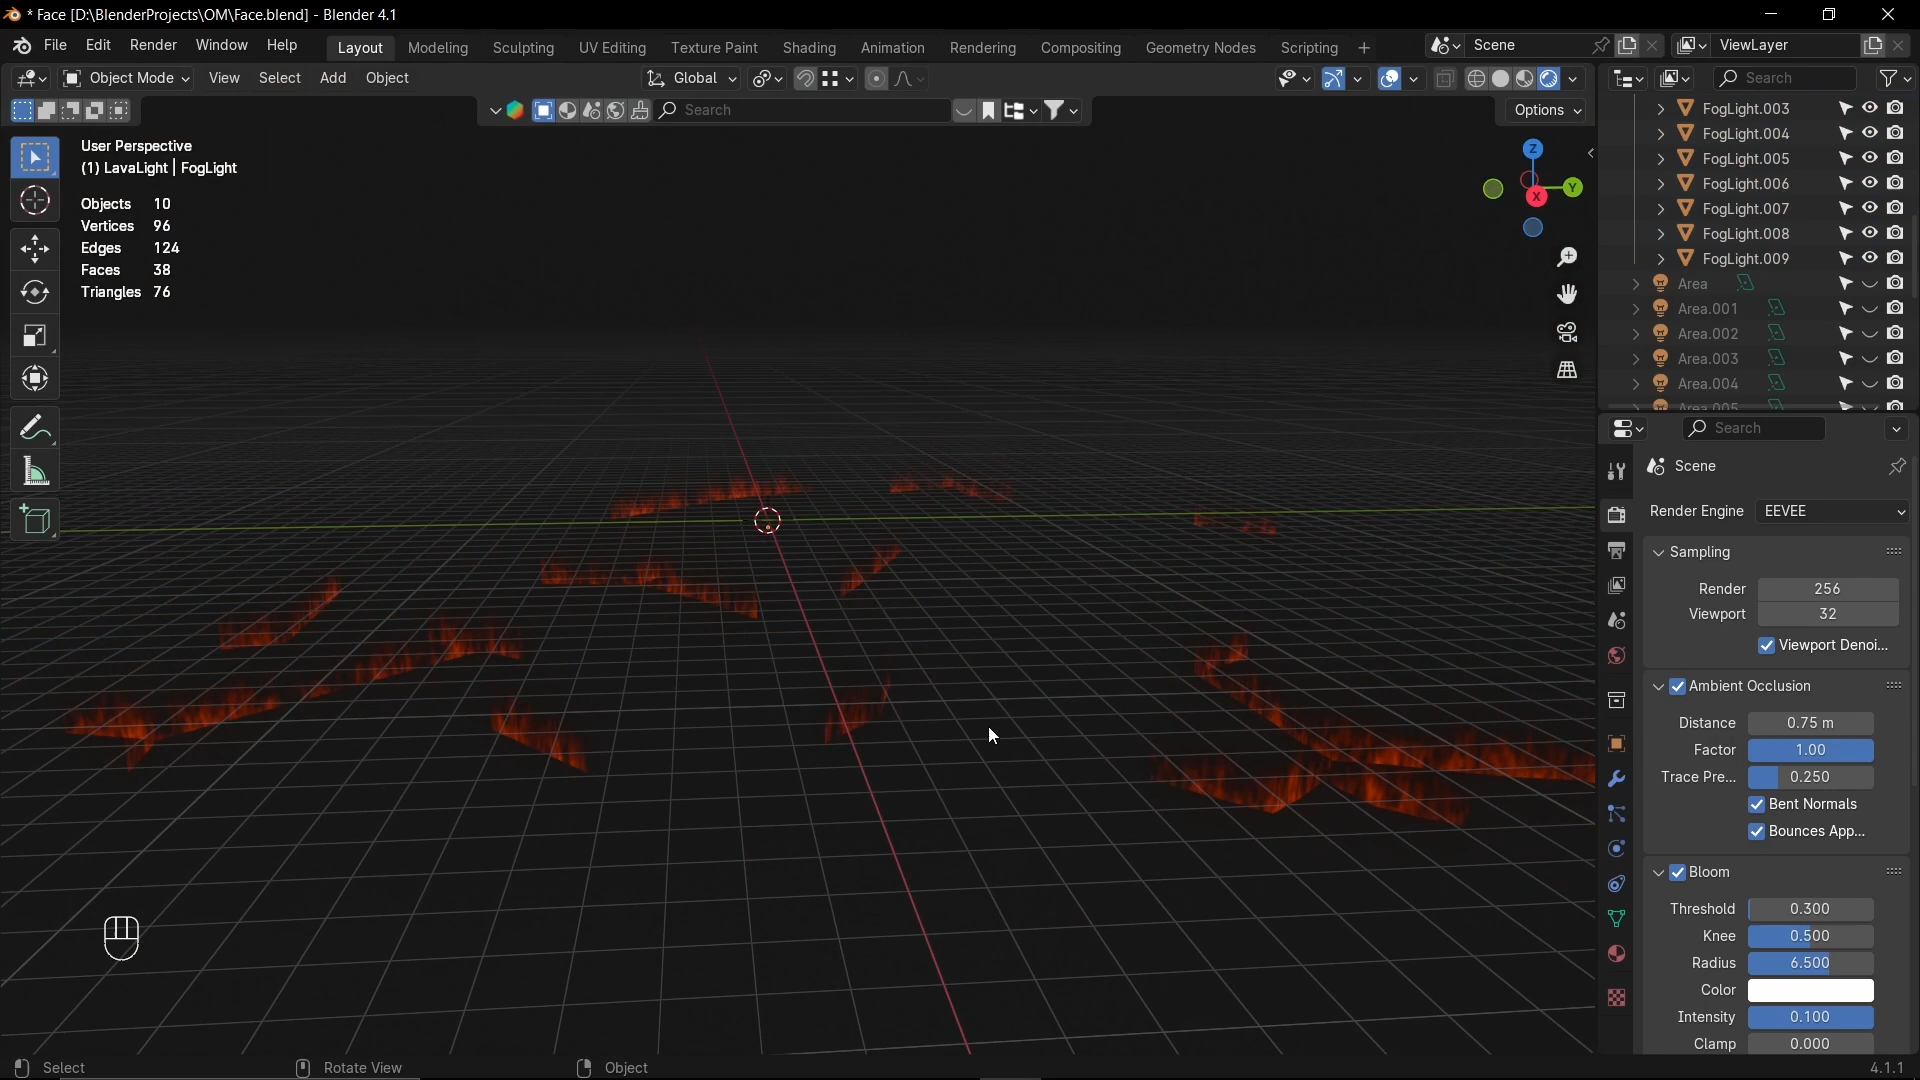 * Face [D:\BlenderProjects\OM\Face.blend] - Blender 4.1
File Edit Render Window Help
Layout Modeling Sculpting UV Editing Texture Paint Shading Animation Rendering Compositing Geometry Nodes Scripting +
Scene
ViewLayer
Object Mode View Select Add Object
Global
Search
Search
Options
User Perspective
(1) LavaLight | FogLight
Objects 10
Vertices 96
Edges 124
Faces 38
Triangles 76
Z
Y
X
FogLight.003
FogLight.004
FogLight.005
FogLight.006
FogLight.007
FogLight.008
FogLight.009
Area
Area.001
Area.002
Area.003
Area.004
Area.005
Search
Scene
Render Engine EEVEE
Sampling
Render 256
Viewport 32
Viewport Denoi...
Ambient Occlusion
Distance 0.75 m
Factor 1.00
Trace Pre... 0.250
Bent Normals
Bounces App...
Bloom
Threshold 0.300
Knee 0.500
Radius 6.500
Color
Intensity 0.100
Clamp 0.000
Select
Rotate View
Object
4.1.1